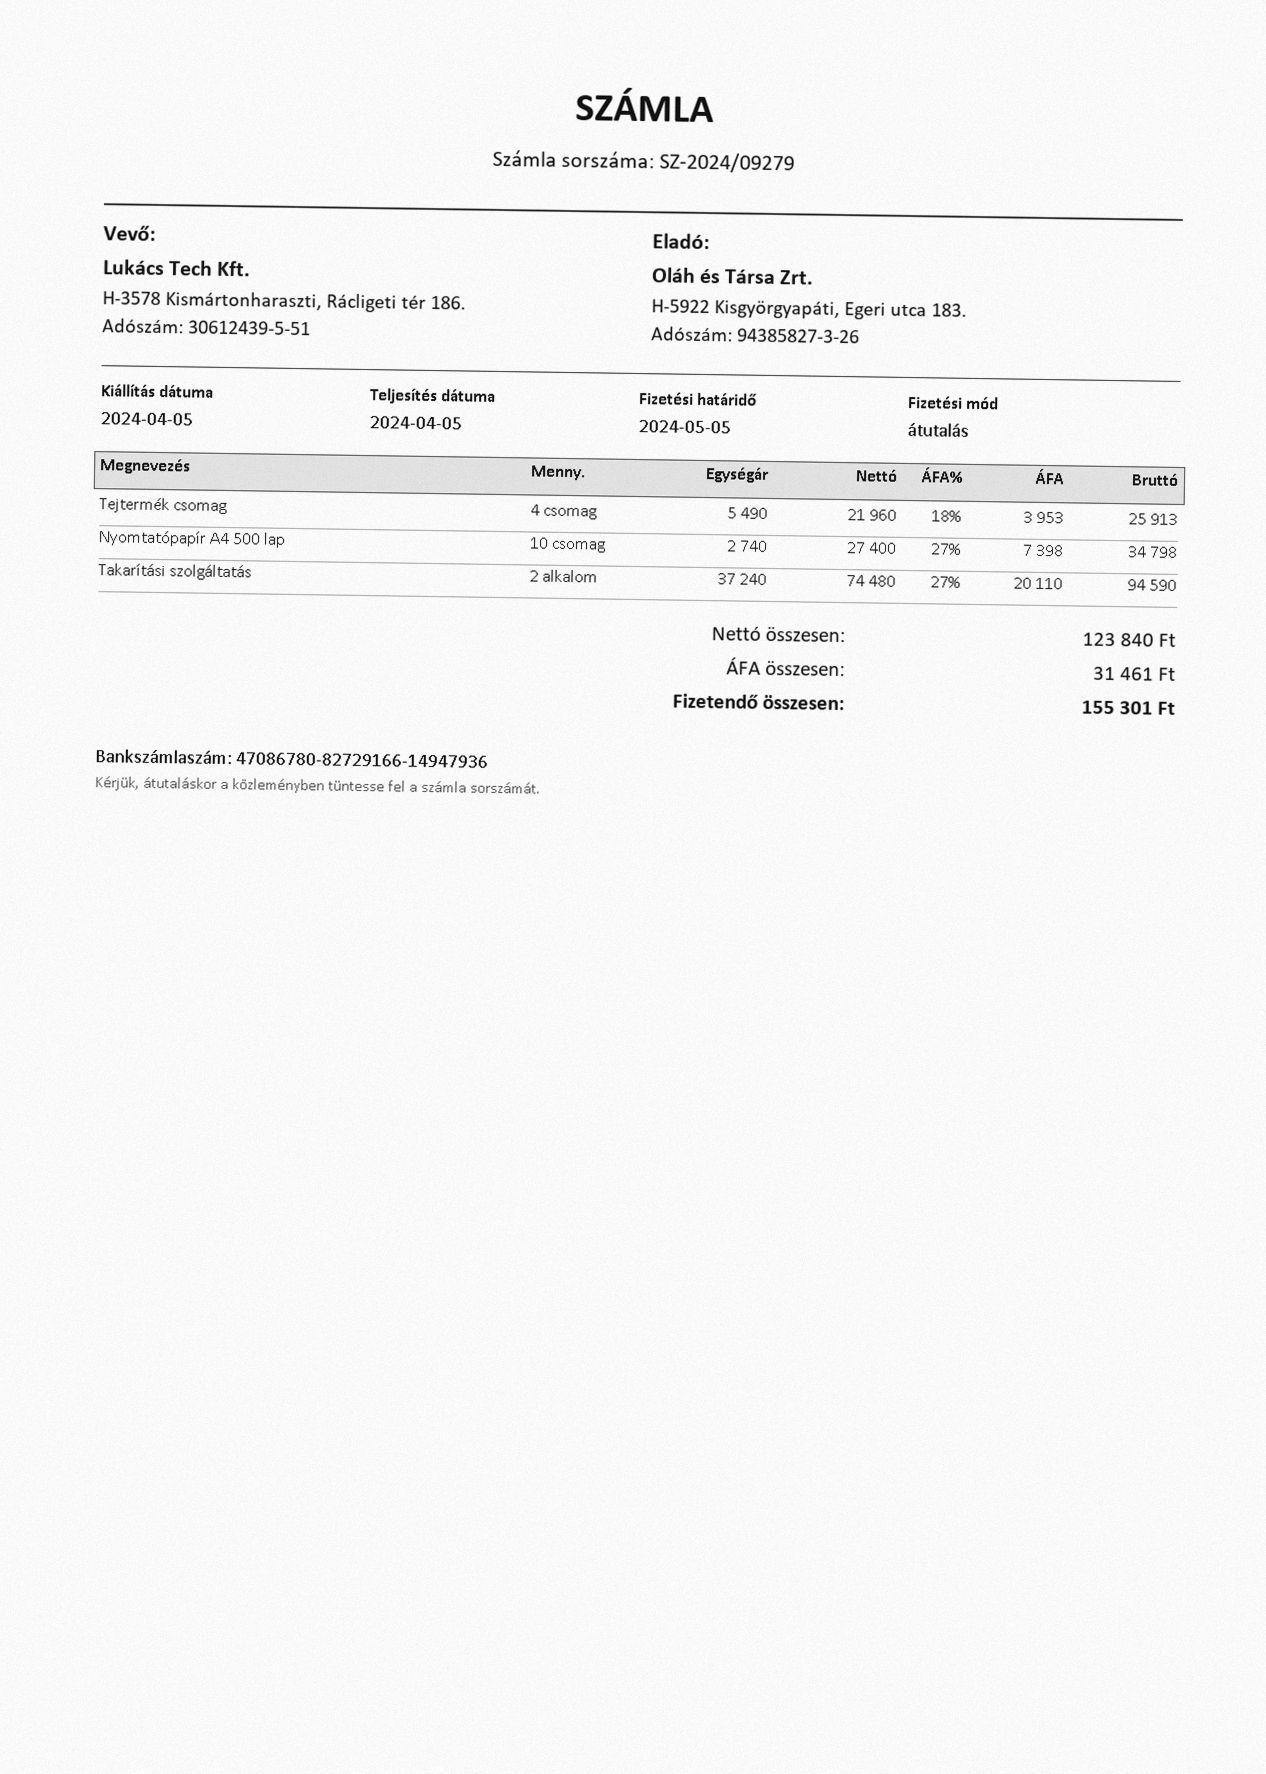 SZÁMLA
Számla sorszáma: SZ-2024/09279
Vevő:
Lukács Tech Kft.
H-3578 Kismártonharaszti, Rácligeti tér 186.
Adószám: 30612439-5-51
Eladó:
Oláh és Társa Zrt.
H-5922 Kisgyörgyapáti, Egeri utca 183.
Adószám: 94385827-3-26
Kiállítás dátuma Teljesítés dátuma Fizetési határidő Fizetési mód
2024-04-05 2024-04-05 2024-05-05 átutalás
Megnevezés Menny. Egységár Nettó ÁFA% ÁFA Bruttó
Tejtermék csomag 4 csomag 5 490 21 960 18% 3 953 25 913
Nyomtatópapír A4 500 lap 10 csomag 2 740 27 400 27% 7 398 34 798
Takarítási szolgáltatás 2 alkalom 37 240 74 480 27% 20 110 94 590
Nettó összesen: 123 840 Ft
ÁFA összesen: 31 461 Ft
Fizetendő összesen: 155 301 Ft
Bankszámlaszám: 47086780-82729166-14947936
Kérjük, átutaláskor a közleményben tüntesse fel a számla sorszámát.